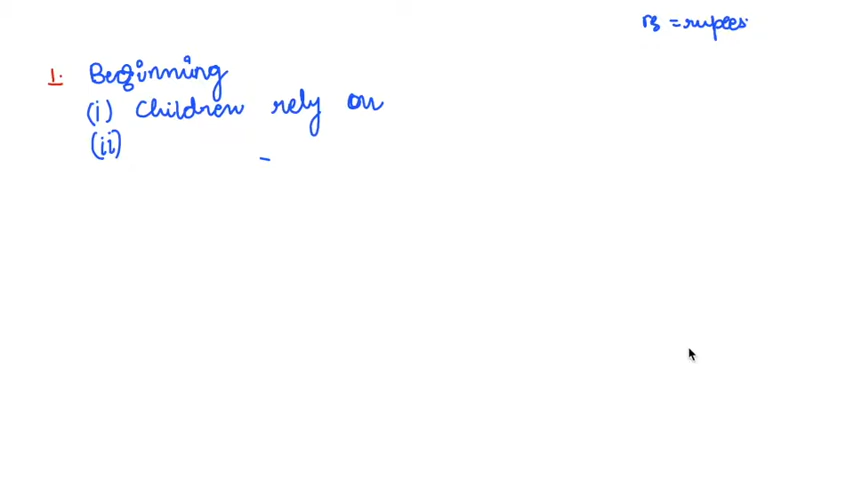 rs = rupees
1. Beginning
(i) Children rely on
(ii)